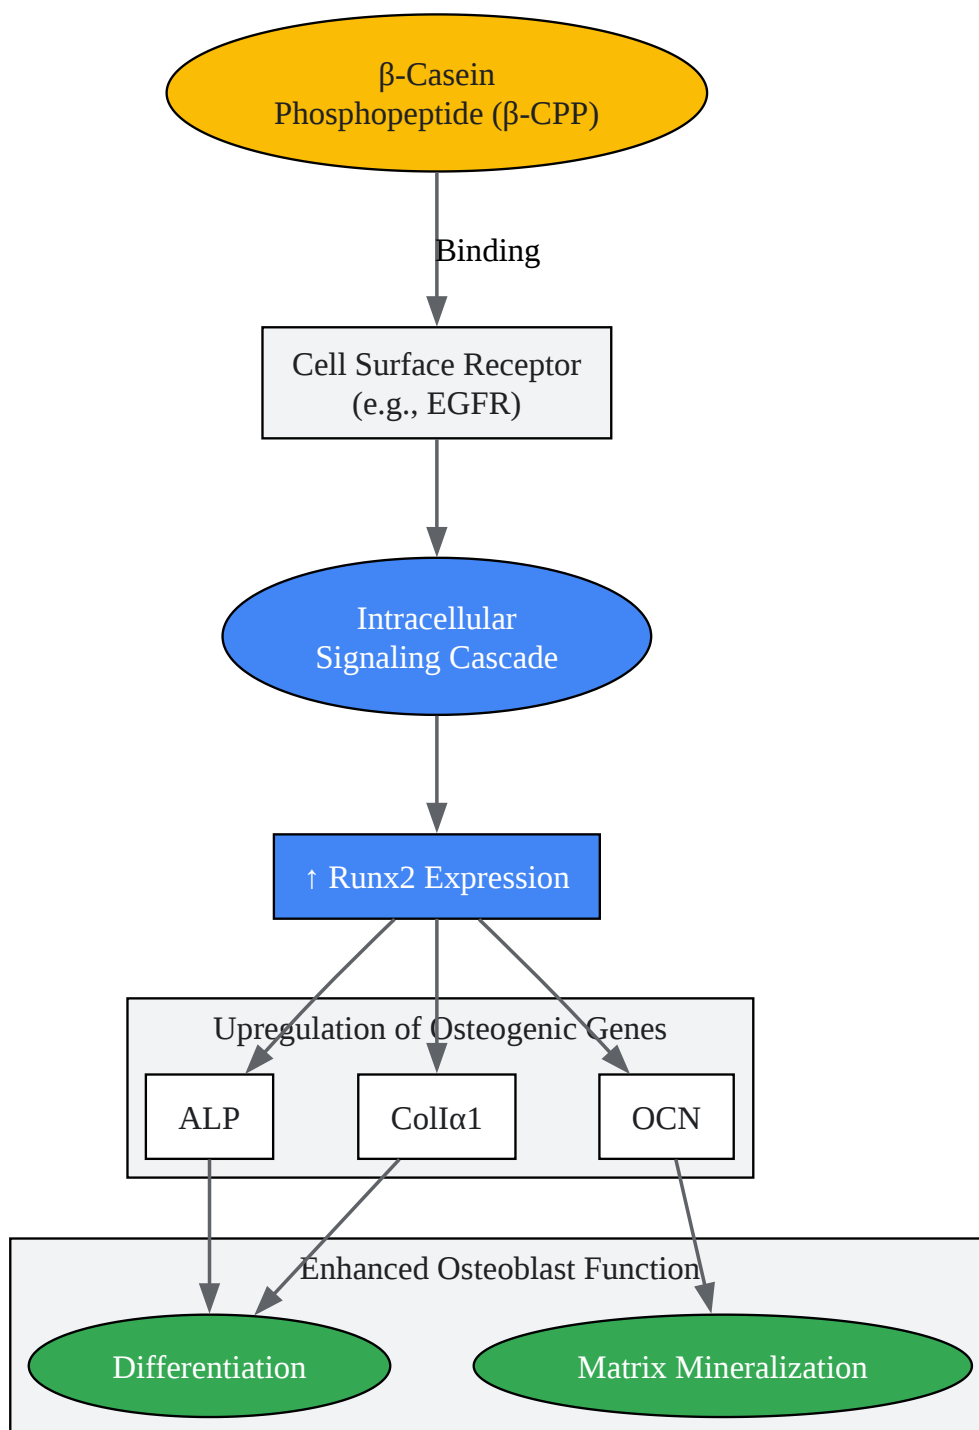 β-Casein
Phosphopeptide (β-CPP)
Binding
Cell Surface Receptor
(e.g., EGFR)
Intracellular
Signaling Cascade
↑ Runx2 Expression
Upregulation of Osteogenic Genes
ALP
ColIα1
OCN
Enhanced Osteoblast Function
Differentiation
Matrix Mineralization